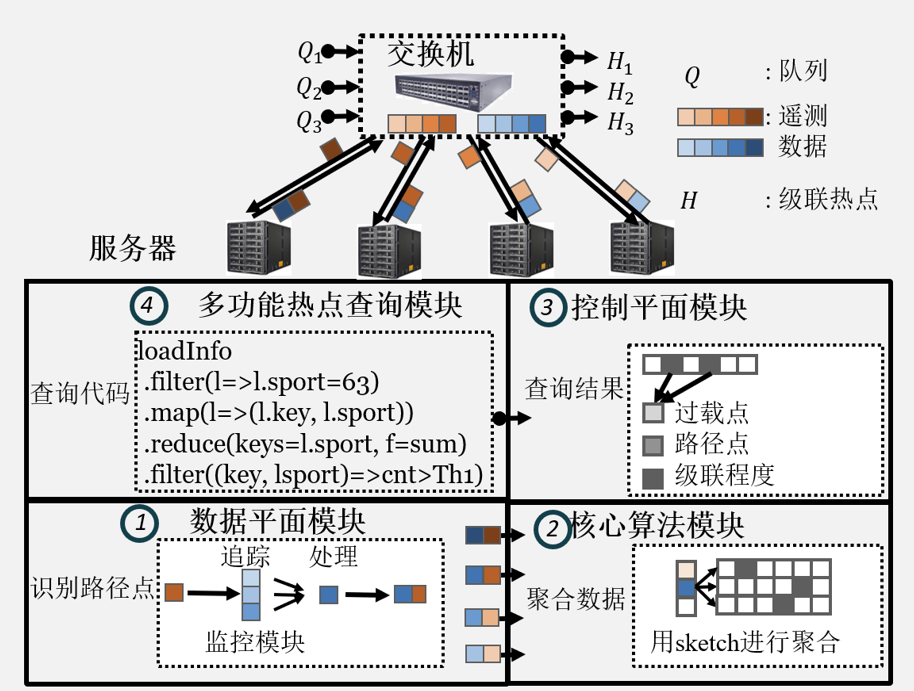 交换机
Q1
Q2
Q3
H1
H2
H3
Q : 队列
: 遥测
数据
H : 级联热点
服务器
4 多功能热点查询模块
查询代码
loadInfo
.filter(l=>l.sport=63)
.map(l=>(l.key, l.sport))
.reduce(keys=l.sport, f=sum)
.filter((key, lsport)=>cnt>Th1)
3 控制平面模块
查询结果
过载点
路径点
级联程度
1 数据平面模块
识别路径点
追踪 处理
监控模块
2 核心算法模块
聚合数据
用sketch进行聚合